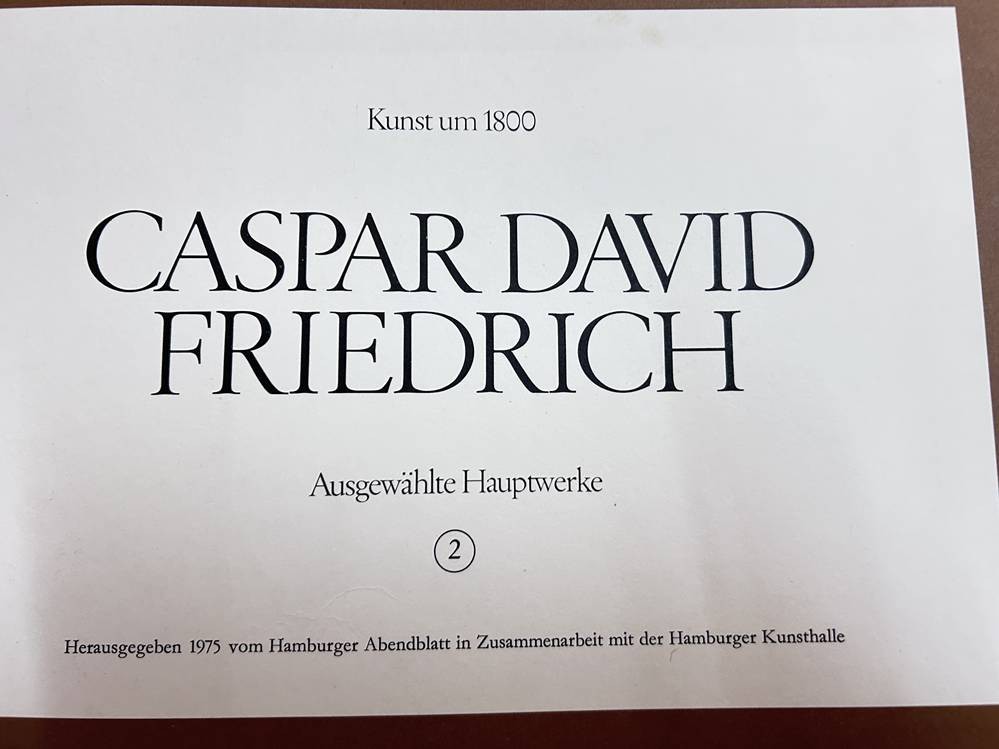 Kunst um 1800
CASPAR DAVID
FRIEDRICH
Ausgewählte Hauptwerke
2
Herausgegeben 1975 vom Hamburger Abendblatt in Zusammenarbeit mit der Hamburger Kunsthalle